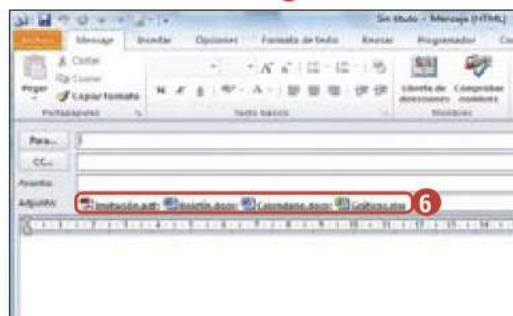 Sin título - Mensaje (HTML)
Archivo Mensaje Insertar Opciones Formato de texto Revisar Programador
Pegar
Cortar
Copiar
Copiar formato
N K S
A
Libreta de direcciones
Comprobar nombres
Portapapeles Texto básico Nombres
Para...
CC...
Asunto:
Adjunto: Invitación.pdf; Boletín.docx; Calendario.docx; Gráficos.xlsx 6